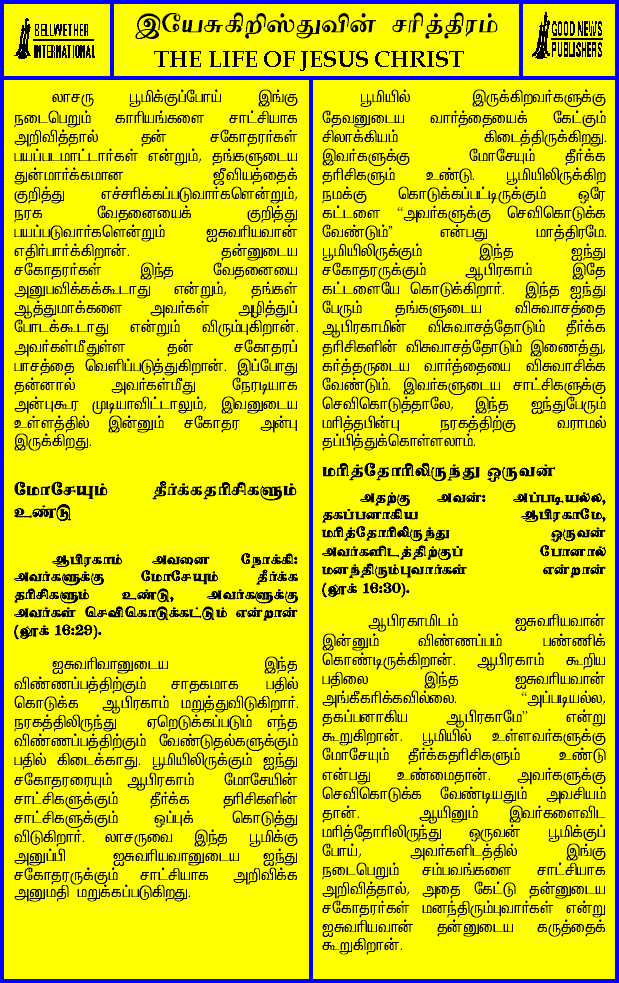 BELLWETHER
INTERNATIONAL
இயேசுகிறிஸ்துவின் சரித்திரம்
THE LIFE OF JESUS CHRIST
GOOD NEWS
PUBLISHERS
லாசரு பூமிக்குப்போய் இங்கு
நடைபெறும் காரியங்களை சாட்சியாக
அறிவித்தால் தன் சகோதரர்கள்
பயப்படமாட்டார்கள் என்றும், தங்களுடைய
துன்மார்க்கமான ஜீவியத்தைக்
குறித்து எச்சரிக்கப்படுவார்களென்றும்,
நரக வேதனையைக் குறித்து
பயப்படுவார்களென்றும் ஐசுவரியவான்
எதிர்பார்க்கிறான். தன்னுடைய
சகோதரர்கள் இந்த வேதனையை
அனுபவிக்கக்கூடாது என்றும், தங்கள்
ஆத்துமாக்களை அவர்கள் அழித்துப்
போடக்கூடாது என்றும் விரும்புகிறான்.
அவர்கள்மீதுள்ள தன் சகோதரப்
பாசத்தை வெளிப்படுத்துகிறான். இப்போது
தன்னால் அவர்கள்மீது நேரடியாக
அன்புகூர முடியாவிட்டாலும், இவனுடைய
உள்ளத்தில் இன்னும் சகோதர அன்பு
இருக்கிறது.
மோசேயும் தீர்க்கதரிசிகளும்
உண்டு
ஆபிரகாம் அவனை நோக்கி:
அவர்களுக்கு மோசேயும் தீர்க்க
தரிசிகளும் உண்டு, அவர்களுக்கு
அவர்கள் செவிகொடுக்கட்டும் என்றான்
(லூக் 16:29).
ஐசுவரிவானுடைய இந்த
விண்ணப்பத்திற்கும் சாதகமாக பதில்
கொடுக்க ஆபிரகாம் மறுத்துவிடுகிறார்.
நரகத்திலிருந்து ஏறெடுக்கப்படும் எந்த
விண்ணப்பத்திற்கும் வேண்டுதல்களுக்கும்
பதில் கிடைக்காது. பூமியிலிருக்கும் ஐந்து
சகோதரரையும் ஆபிரகாம் மோசேயின்
சாட்சிகளுக்கும் தீர்க்க தரிசிகளின்
சாட்சிகளுக்கும் ஒப்புக் கொடுத்து
விடுகிறார். லாசருவை இந்த பூமிக்கு
அனுப்பி ஐசுவரியவானுடைய ஐந்து
சகோதரருக்கும் சாட்சியாக அறிவிக்க
அனுமதி மறுக்கப்படுகிறது.
பூமியில் இருக்கிறவர்களுக்கு
தேவனுடைய வார்த்தையைக் கேட்கும்
சிலாக்கியம் கிடைத்திருக்கிறது.
இவர்களுக்கு மோசேயும் தீர்க்க
தரிசிகளும் உண்டு. பூமியிலிருக்கிற
நமக்கு கொடுக்கப்பட்டிருக்கும் ஒரே
கட்டளை “அவர்களுக்கு செவிகொடுக்க
வேண்டும்” என்பது மாத்திரமே.
பூமியிலிருக்கும் இந்த ஐந்து
சகோதரருக்கும் ஆபிரகாம் இதே
கட்டளையே கொடுக்கிறார். இந்த ஐந்து
பேரும் தங்களுடைய விசுவாசத்தை
ஆபிரகாமின் விசுவாசத்தோடும் தீர்க்க
தரிசிகளின் விசுவாசத்தோடும் இணைத்து,
கர்த்தருடைய வார்த்தையை விசுவாசிக்க
வேண்டும். இவர்களுடைய சாட்சிகளுக்கு
செவிகொடுத்தாலே, இந்த ஐந்துபேரும்
மரித்தபின்பு நரகத்திற்கு வராமல்
தப்பித்துக்கொள்ளலாம்.
மரித்தோரிலிருந்து ஒருவன்
அதற்கு அவன்: அப்படியல்ல,
தகப்பனாகிய ஆபிரகாமே,
மரித்தோரிலிருந்து ஒருவன்
அவர்களிடத்திற்குப் போனால்
மனந்திரும்புவார்கள் என்றான்
(லூக் 16:30).
ஆபிரகாமிடம் ஐசுவரியவான்
இன்னும் விண்ணப்பம் பண்ணிக்
கொண்டிருக்கிறான். ஆபிரகாம் கூறிய
பதிலை இந்த ஐசுவரியவான்
அங்கீகரிக்கவில்லை. “அப்படியல்ல,
தகப்பனாகிய ஆபிரகாமே” என்று
கூறுகிறான். பூமியில் உள்ளவர்களுக்கு
மோசேயும் தீர்க்கதரிசிகளும் உண்டு
என்பது உண்மைதான். அவர்களுக்கு
செவிகொடுக்க வேண்டியதும் அவசியம்
தான். ஆயினும் இவர்களைவிட
மரித்தோரிலிருந்து ஒருவன் பூமிக்குப்
போய், அவர்களிடத்தில் இங்கு
நடைபெறும் சம்பவங்களை சாட்சியாக
அறிவித்தால், அதை கேட்டு தன்னுடைய
சகோதரர்கள் மனந்திரும்புவார்கள் என்று
ஐசுவரியவான் தன்னுடைய கருத்தைக்
கூறுகிறான்.